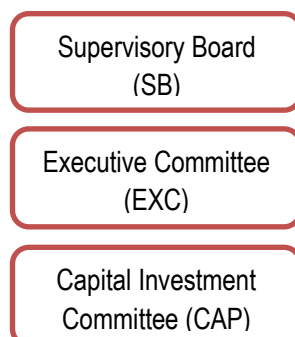 Supervisory Board
(SB)
Executive Committee
(EXC)
Capital Investment
Committee (CAP)